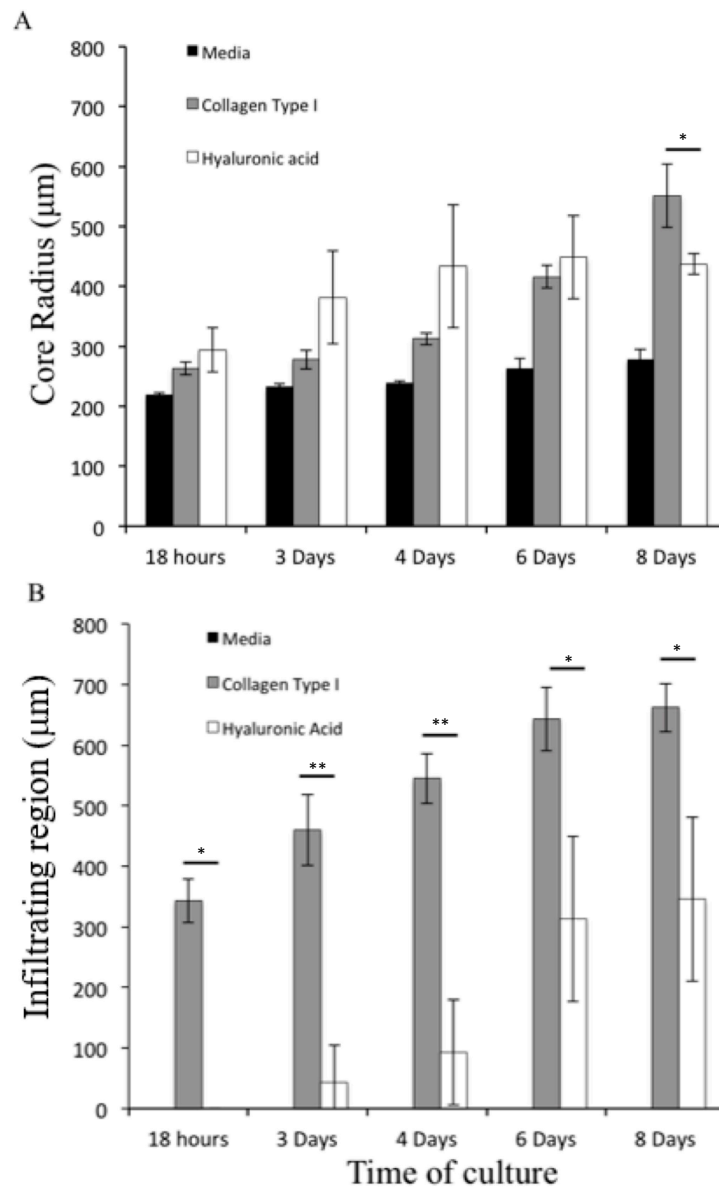 A
800
700
600
500
400
300
200
100
0
Core Radius (µm)
Media
Collagen Type I
Hyaluronic acid
*
18 hours 3 Days 4 Days 6 Days 8 Days
B
800
700
600
500
400
300
200
100
0
Infiltrating region (µm)
Media
Collagen Type I
Hyaluronic Acid
* ** ** * *
18 hours 3 Days 4 Days 6 Days 8 Days
Time of culture